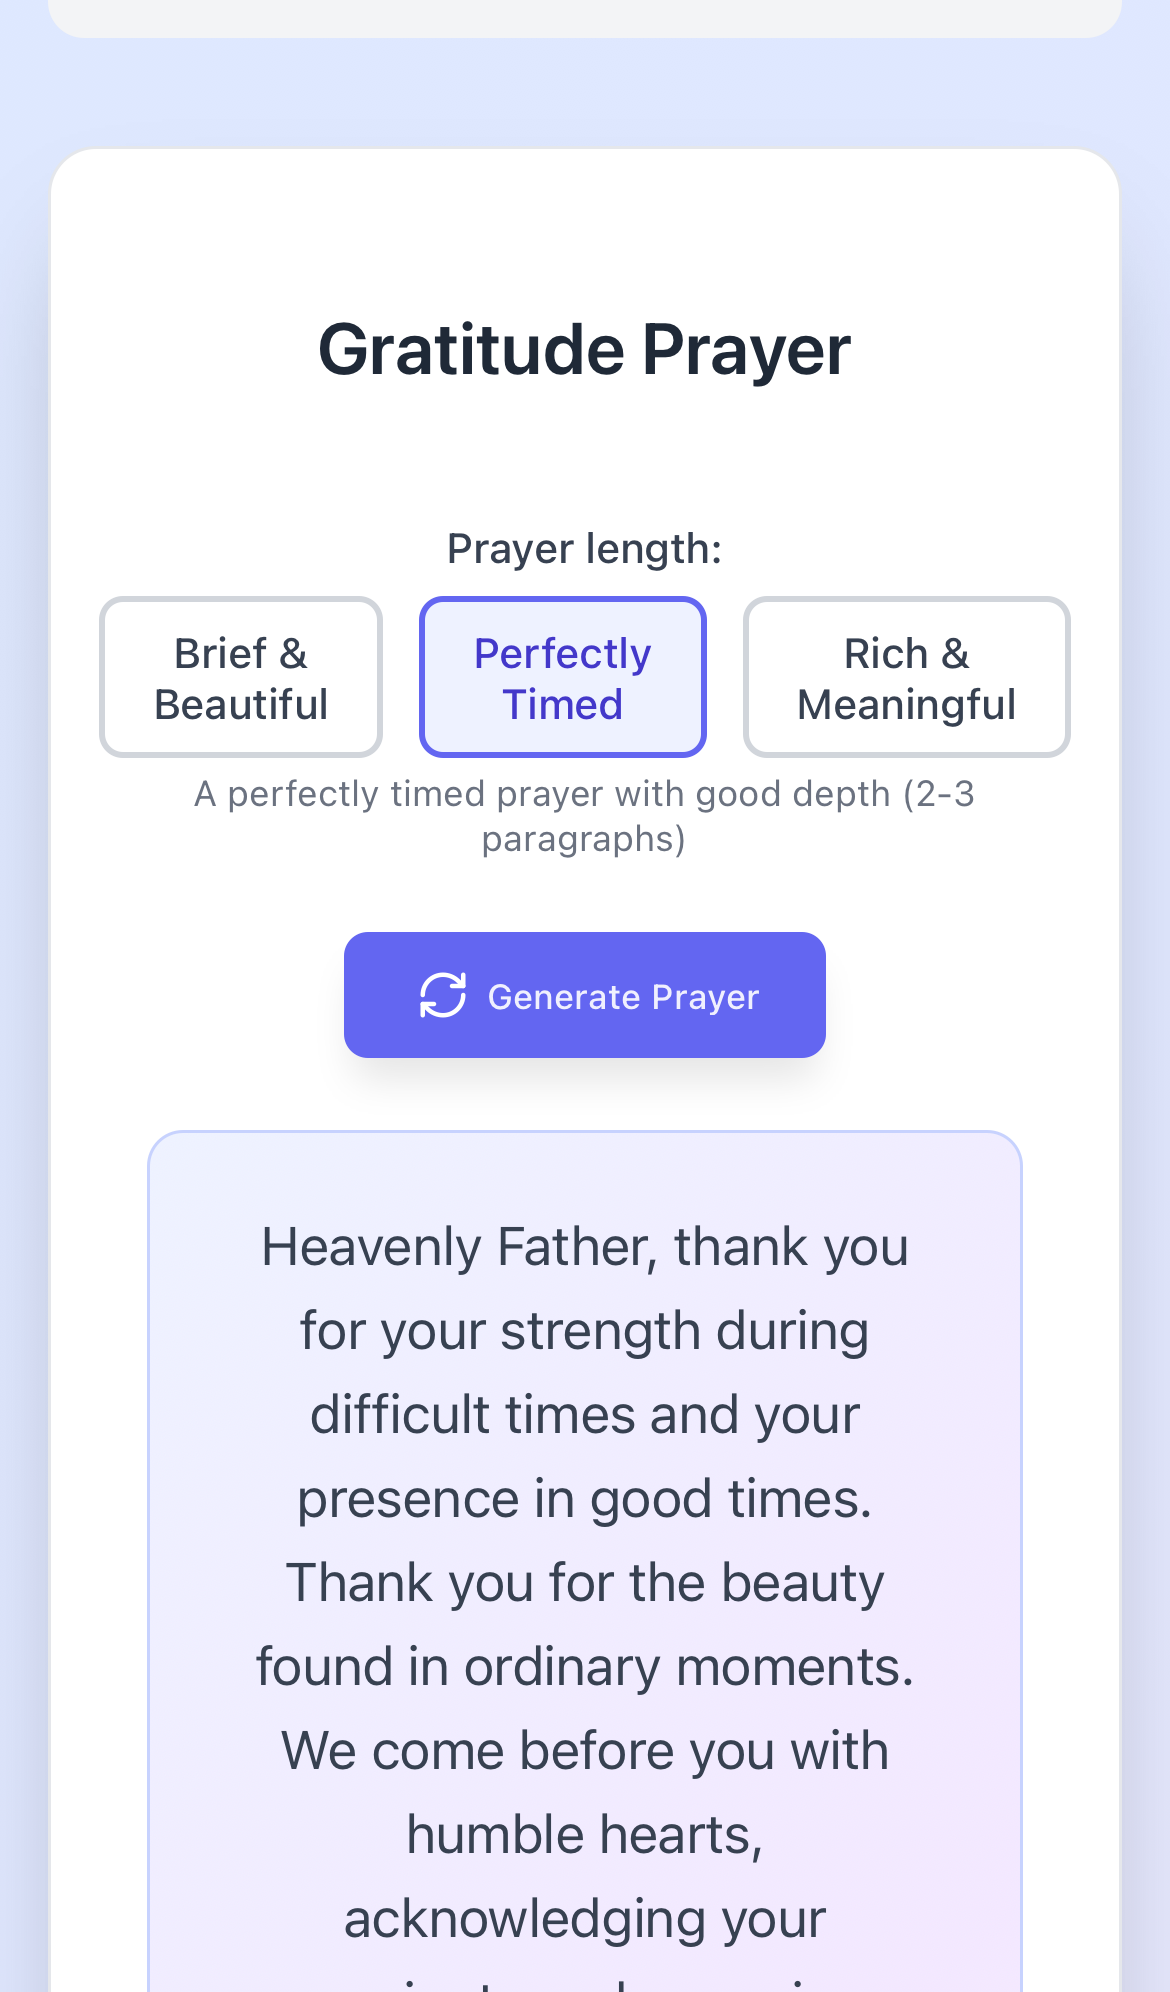 Gratitude Prayer
Prayer length:
Brief &
Beautiful
Perfectly
Timed
Rich &
Meaningful
A perfectly timed prayer with good depth (2-3
paragraphs)
Generate Prayer
Heavenly Father, thank you
for your strength during
difficult times and your
presence in good times.
Thank you for the beauty
found in ordinary moments.
We come before you with
humble hearts,
acknowledging your